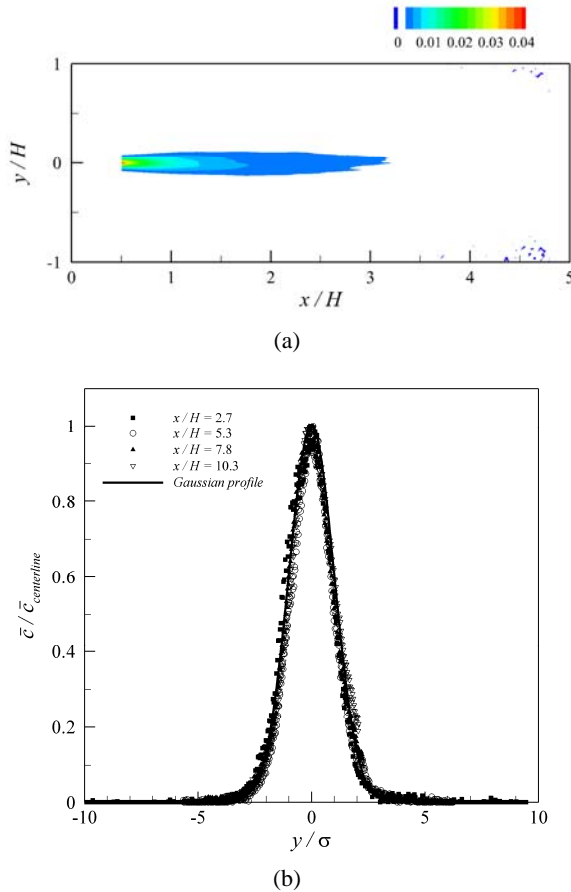 0 0.01 0.02 0.03 0.04
1
0
-1
y / H
0 1 2 3 4 5
x / H
(a)
x / H = 2.7
x / H = 5.3
x / H = 7.8
x / H = 10.3
Gaussian profile
1
0.8
0.6
0.4
0.2
0
c̄ / c̄centerline
-10 -5 0 5 10
y / σ
(b)